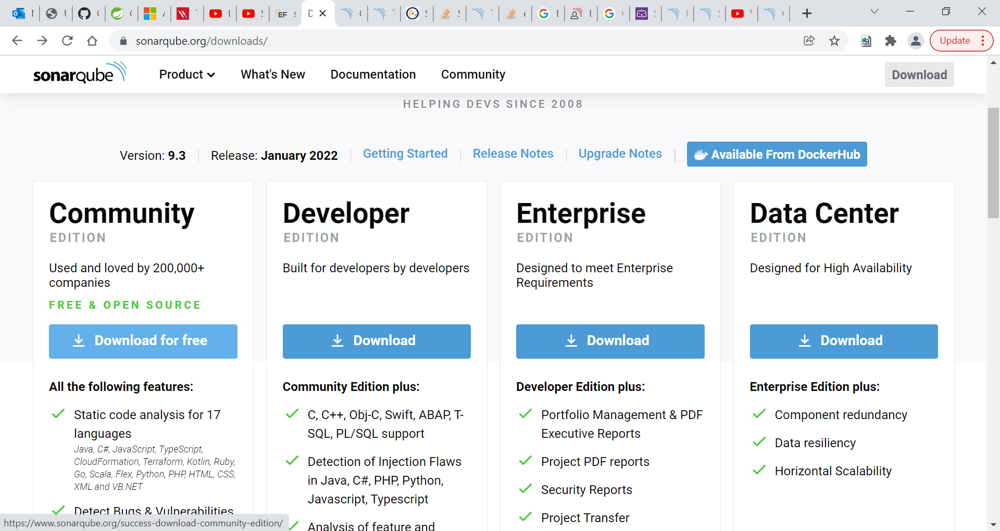 EF
D
sonarqube.org/downloads/
Update
sonarqube
Product
What's New
Documentation
Community
Download
HELPING DEVS SINCE 2008
Version: 9.3
Release: January 2022
Getting Started
Release Notes
Upgrade Notes
Available From DockerHub
Community
EDITION
Used and loved by 200,000+
companies
FREE & OPEN SOURCE
Download for free
All the following features:
Static code analysis for 17
languages
Java, C#, JavaScript, TypeScript,
CloudFormation, Terraform, Kotlin, Ruby,
Go, Scala, Flex, Python, PHP, HTML, CSS,
XML and VB.NET
Detect Bugs & Vulnerabilities
Developer
EDITION
Built for developers by developers
Download
Community Edition plus:
C, C++, Obj-C, Swift, ABAP, T-
SQL, PL/SQL support
Detection of Injection Flaws
in Java, C#, PHP, Python,
Javascript, Typescript
Analysis of feature and
Enterprise
EDITION
Designed to meet Enterprise
Requirements
Download
Developer Edition plus:
Portfolio Management & PDF
Executive Reports
Project PDF reports
Security Reports
Project Transfer
Data Center
EDITION
Designed for High Availability
Download
Enterprise Edition plus:
Component redundancy
Data resiliency
Horizontal Scalability
https://www.sonarqube.org/success-download-community-edition/